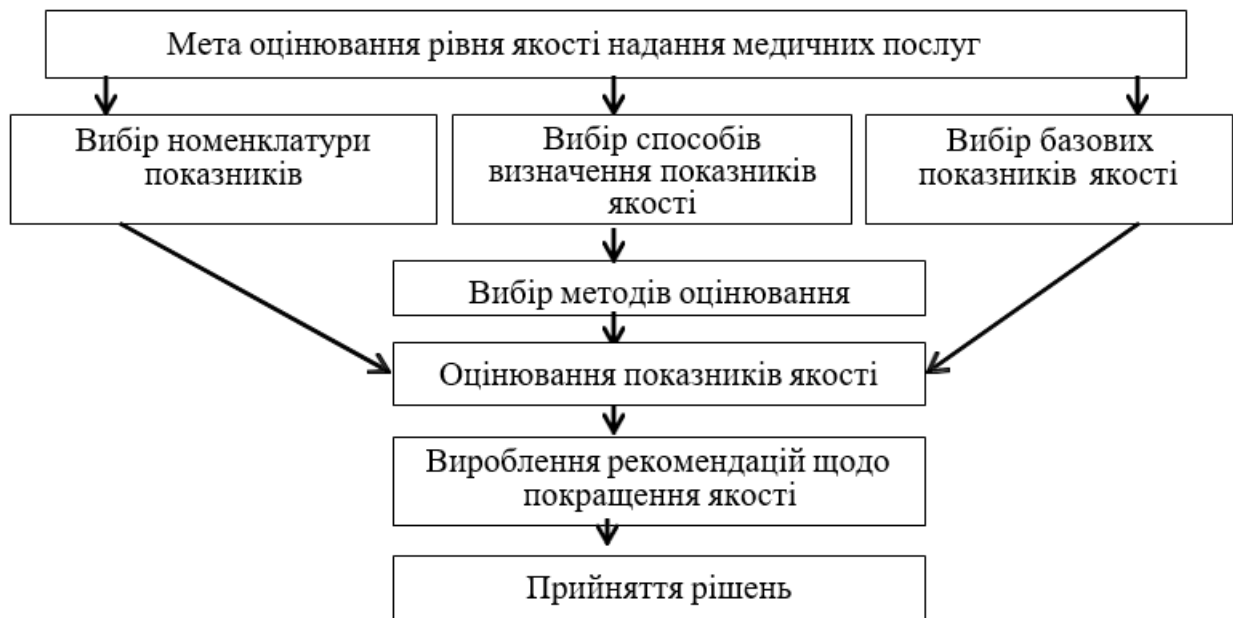 Мета оцінювання рівня якості надання медичних послуг
Вибір номенклатури
показників
Вибір способів
визначення показників
якості
Вибір базових
показників якості
Вибір методів оцінювання
Оцінювання показників якості
Вироблення рекомендацій щодо
покращення якості
Прийняття рішень